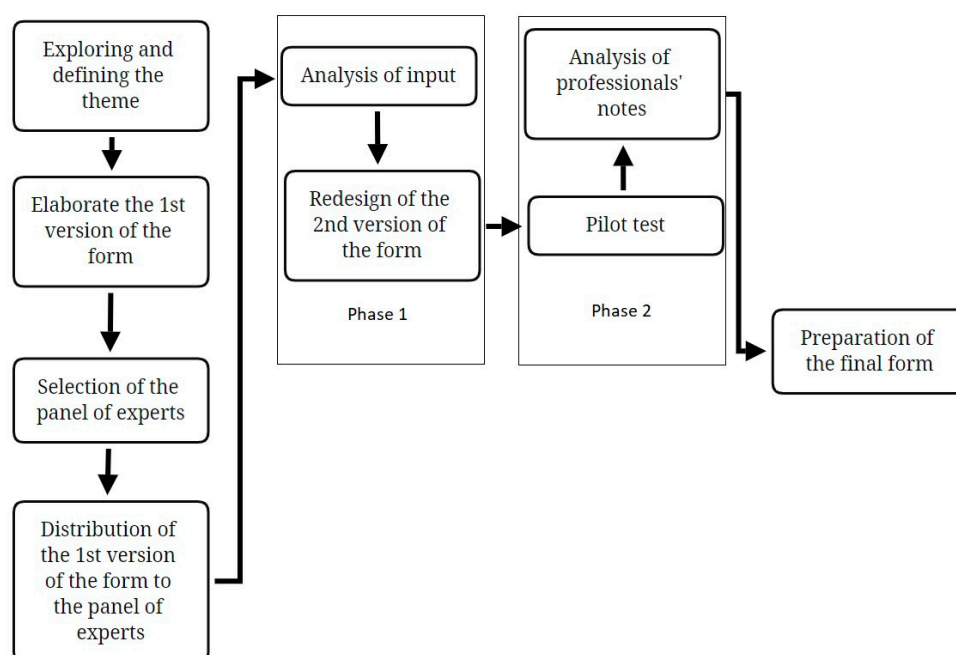 Exploring and
defining the
theme
Elaborate the 1st
version of the
form
Selection of the
panel of experts
Distribution of
the 1st version
of the form to
the panel of
experts
Analysis of input
Redesign of the
2nd version of
the form
Phase 1
Analysis of
professionals'
notes
Pilot test
Phase 2
Preparation of
the final form